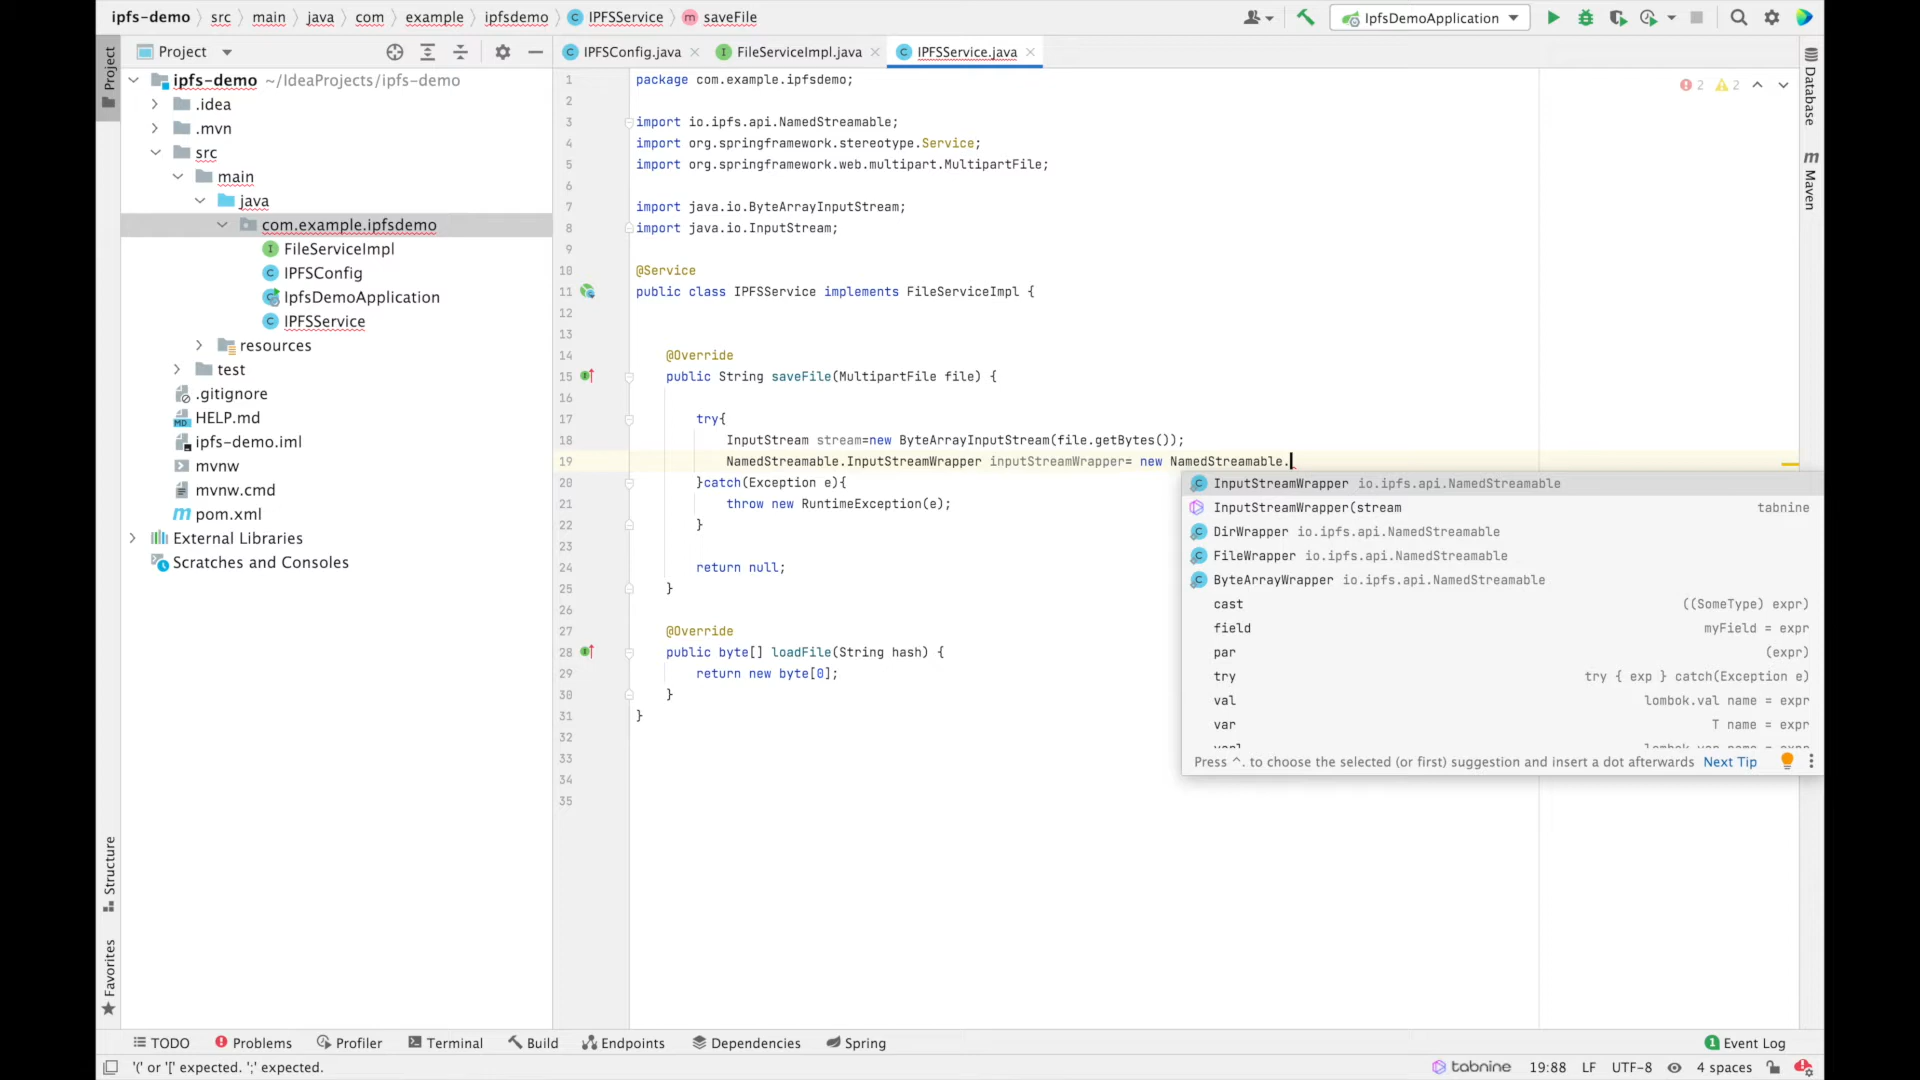 ipfs-demo src main java com example ipfsdemo IPFSService saveFile
IpfsDemoApplication
Project
IPFSConfig.java FileServiceImpl.java IPFSService.java
Project
ipfs-demo ~/IdeaProjects/ipfs-demo
.idea
.mvn
src
main
java
com.example.ipfsdemo
FileServiceImpl
IPFSConfig
IpfsDemoApplication
IPFSService
resources
test
.gitignore
HELP.md
ipfs-demo.iml
mvnw
mvnw.cmd
pom.xml
External Libraries
Scratches and Consoles
Structure
Favorites
2 2
1 package com.example.ipfsdemo;
2
3 import io.ipfs.api.NamedStreamable;
4 import org.springframework.stereotype.Service;
5 import org.springframework.web.multipart.MultipartFile;
6
7 import java.io.ByteArrayInputStream;
8 import java.io.InputStream;
9
10 @Service
11 public class IPFSService implements FileServiceImpl {
12
13
14 @Override
15 public String saveFile(MultipartFile file) {
16
17 try{
18 InputStream stream=new ByteArrayInputStream(file.getBytes());
19 NamedStreamable.InputStreamWrapper inputStreamWrapper= new NamedStreamable.
20 }catch(Exception e){
21 throw new RuntimeException(e);
22 }
23
24 return null;
25 }
26
27 @Override
28 public byte[] loadFile(String hash) {
29 return new byte[0];
30 }
31 }
32
33
34
35
InputStreamWrapper io.ipfs.api.NamedStreamable
InputStreamWrapper(stream tabnine
DirWrapper io.ipfs.api.NamedStreamable
FileWrapper io.ipfs.api.NamedStreamable
ByteArrayWrapper io.ipfs.api.NamedStreamable
cast ((SomeType) expr)
field myField = expr
par (expr)
try try { exp } catch(Exception e)
val lombok.val name = expr
var T name = expr
Press ^. to choose the selected (or first) suggestion and insert a dot afterwards Next Tip
Database
Maven
TODO Problems Profiler Terminal Build Endpoints Dependencies Spring 1 Event Log
'(' or '[' expected. ';' expected. tabnine 19:88 LF UTF-8 4 spaces